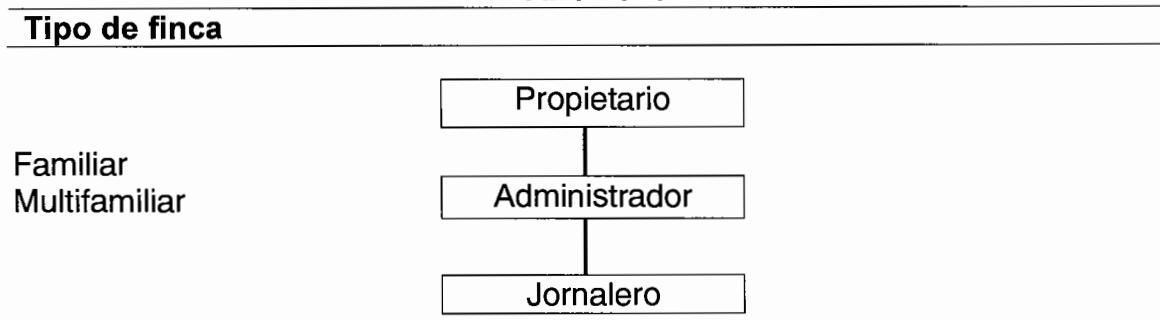 Tipo de finca
Propietario
Familiar
Multifamiliar
Administrador
Jornalero